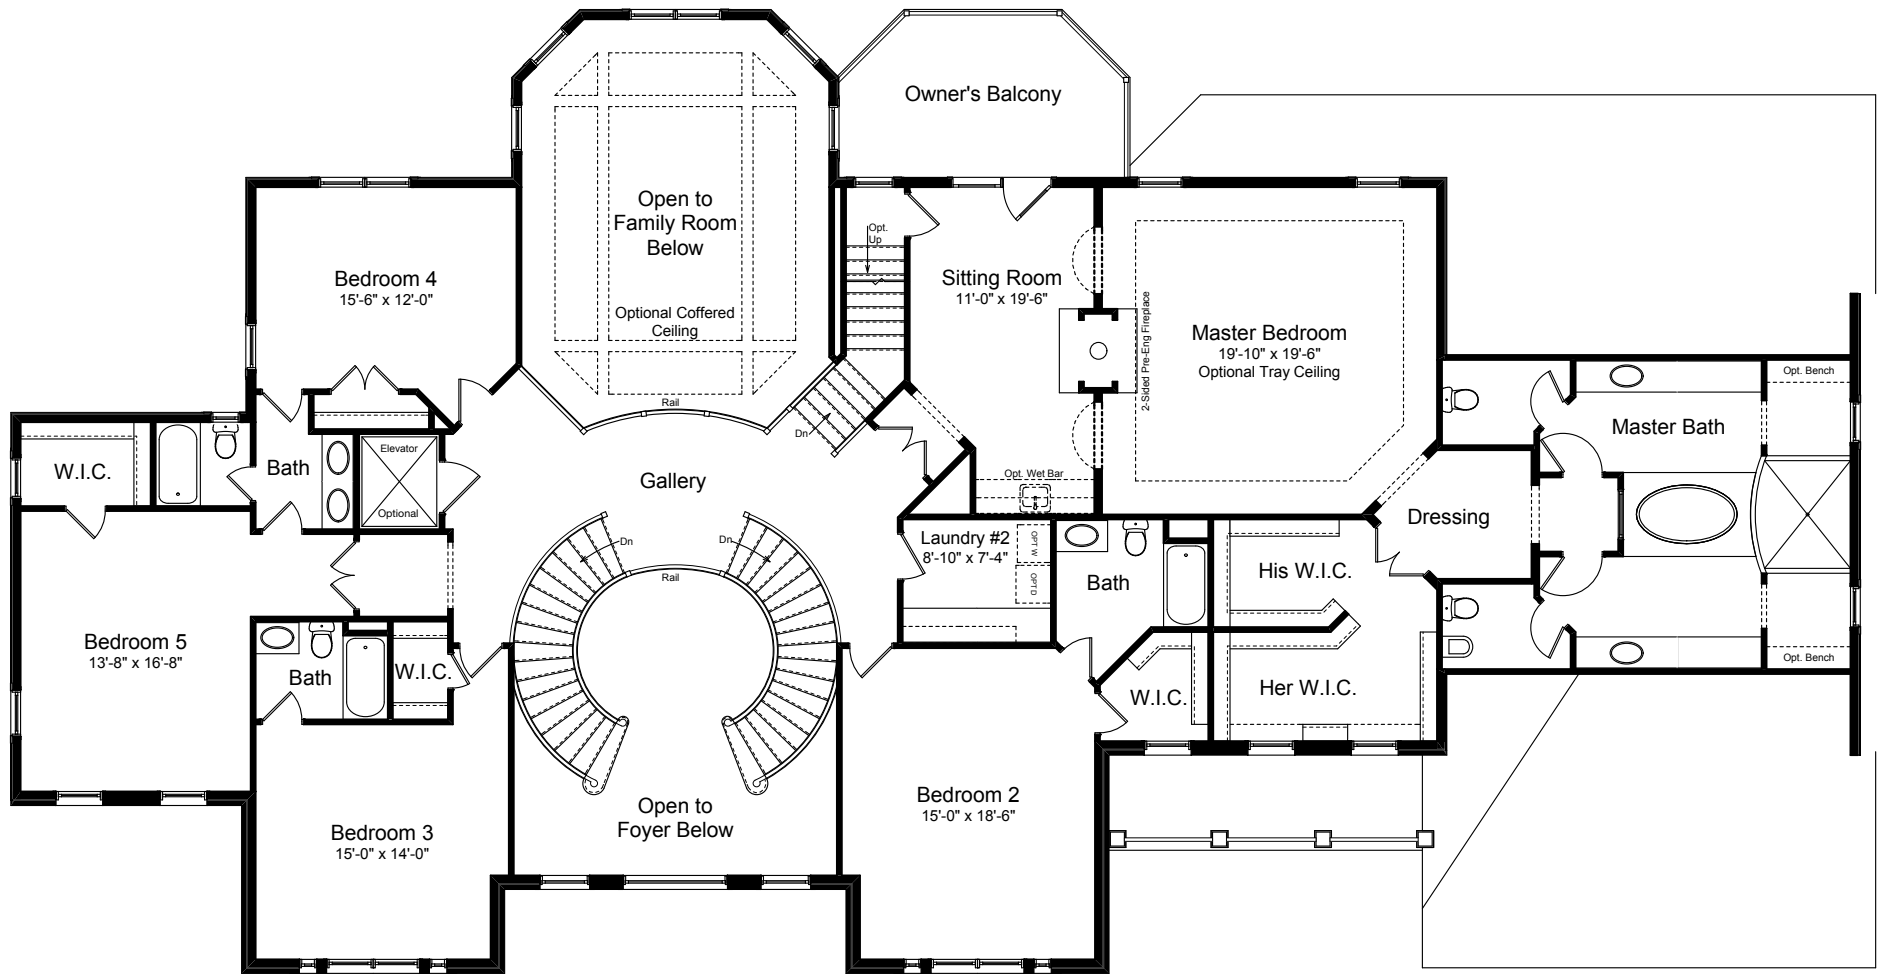 Owner's Balcony
Open to
Family Room
Below
Optional Coffered
Ceiling
Opt.
Up
Bedroom 4
15'-6" x 12'-0"
Sitting Room
11'-0" x 19'-6"
2-Sided Pre-Eng Fireplace
Master Bedroom
19'-10" x 19'-6"
Optional Tray Ceiling
Opt. Bench
Master Bath
Rail
Dn
Elevator
Optional
W.I.C.
Bath
Gallery
Opt. Wet Bar
Dressing
Dn
Dn
Rail
Laundry #2
8'-10" x 7'-4"
OPT W
OPT D
Bath
His W.I.C.
Bedroom 5
13'-8" x 16'-8"
Bath
W.I.C.
W.I.C.
Her W.I.C.
Opt. Bench
Open to
Foyer Below
Bedroom 2
15'-0" x 18'-6"
Bedroom 3
15'-0" x 14'-0"